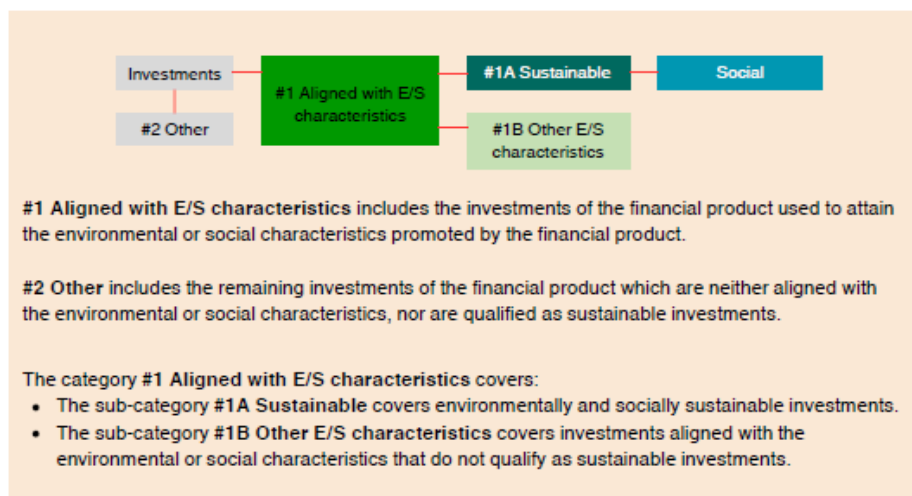 Investments
#1 Aligned with E/S
characteristics
#1A Sustainable
Social
#2 Other
#1B Other E/S
characteristics
#1 Aligned with E/S characteristics includes the investments of the financial product used to attain
the environmental or social characteristics promoted by the financial product.
#2 Other includes the remaining investments of the financial product which are neither aligned with
the environmental or social characteristics, nor are qualified as sustainable investments.
The category #1 Aligned with E/S characteristics covers:
• The sub-category #1A Sustainable covers environmentally and socially sustainable investments.
• The sub-category #1B Other E/S characteristics covers investments aligned with the
environmental or social characteristics that do not qualify as sustainable investments.